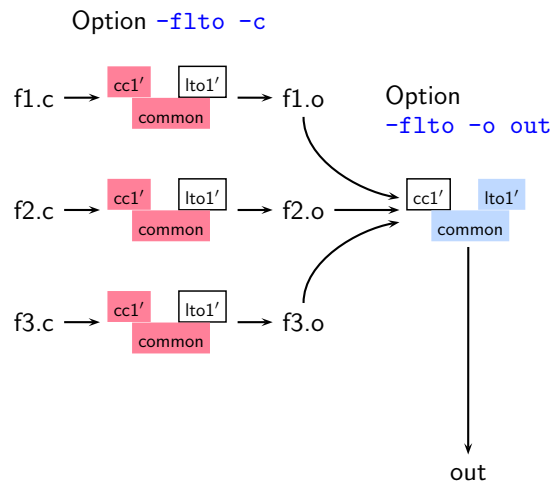 Option -flto -c
f1.c cc1′ lto1′ f1.o
common
Option
-flto -o out
f2.c cc1′ lto1′ f2.o cc1′ lto1′
common common
f3.c cc1′ lto1′ f3.o
common
out